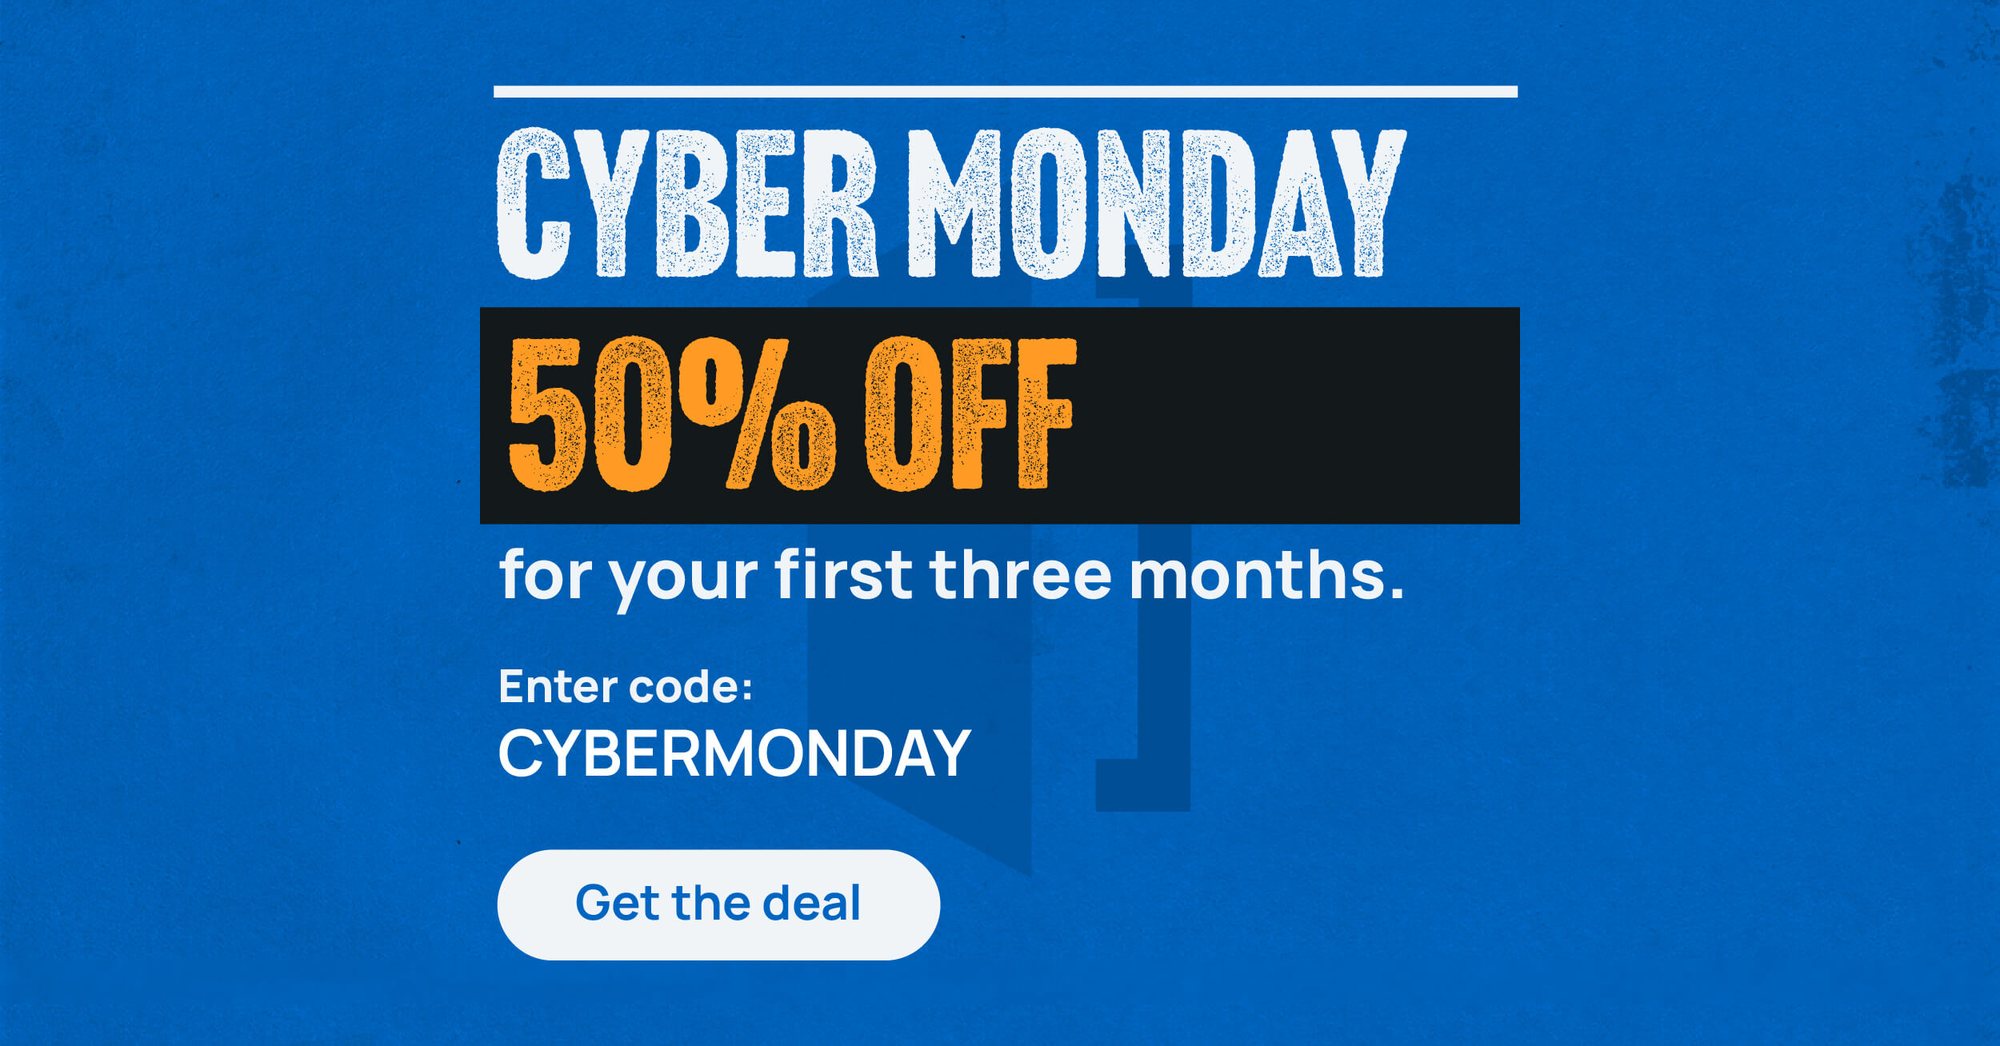 CYBER MONDAY
50% OFF
for your first three months.
Enter code:
CYBERMONDAY
Get the deal